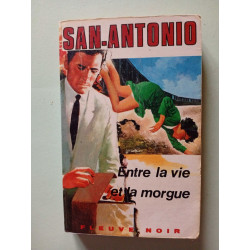 SAN-ANTONIO
Entre la vie
et la morgue
FLEUVE NOIR